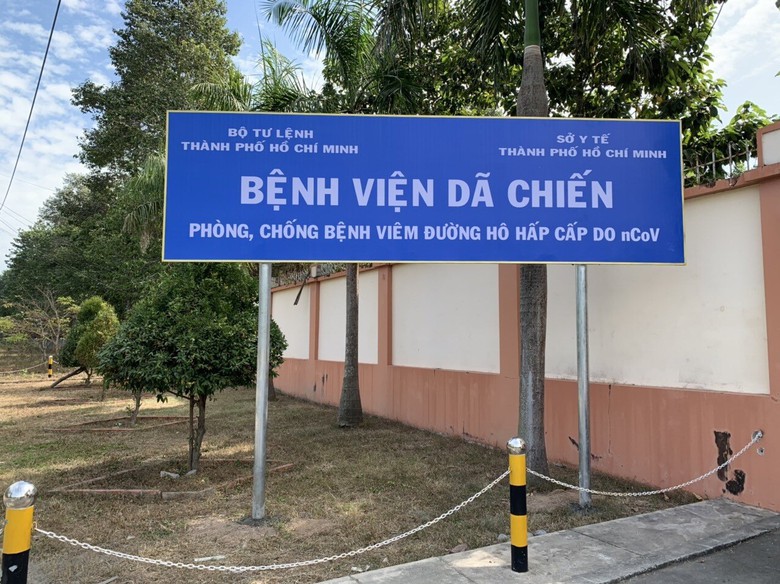 BỘ TƯ LỆNH
THÀNH PHỐ HỒ CHÍ MINH
SỞ Y TẾ
THÀNH PHỐ HỒ CHÍ MINH
BỆNH VIỆN DÃ CHIẾN
PHÒNG, CHỐNG BỆNH VIÊM ĐƯỜNG HÔ HẤP CẤP DO nCoV